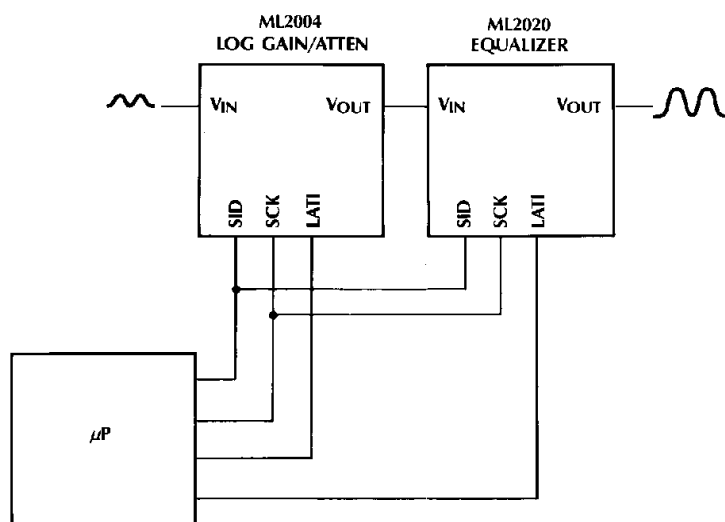 ML2004
LOG GAIN/ATTEN
ML2020
EQUALIZER
VIN
VOUT
VIN
VOUT
SID
SCK
LATI
SID
SCK
LATI
μP